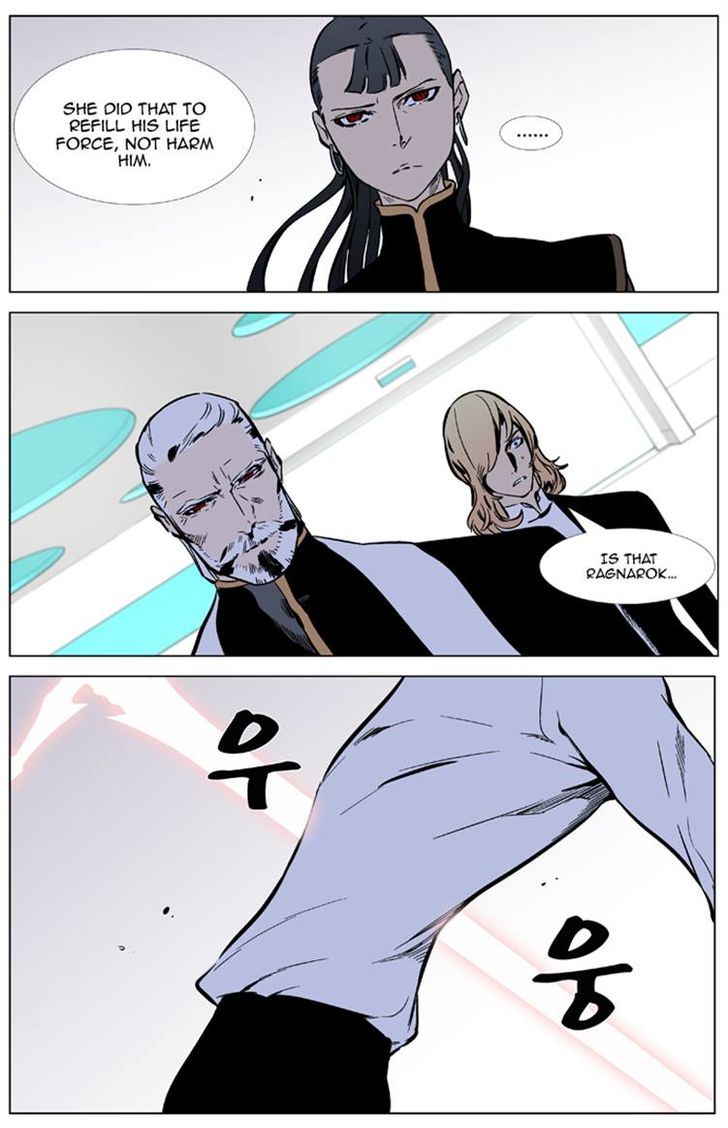 SHE DID THAT TO
REFILL HIS LIFE
FORCE, NOT HARM
HIM.
......
IS THAT
RAGNAROK...
우
웅